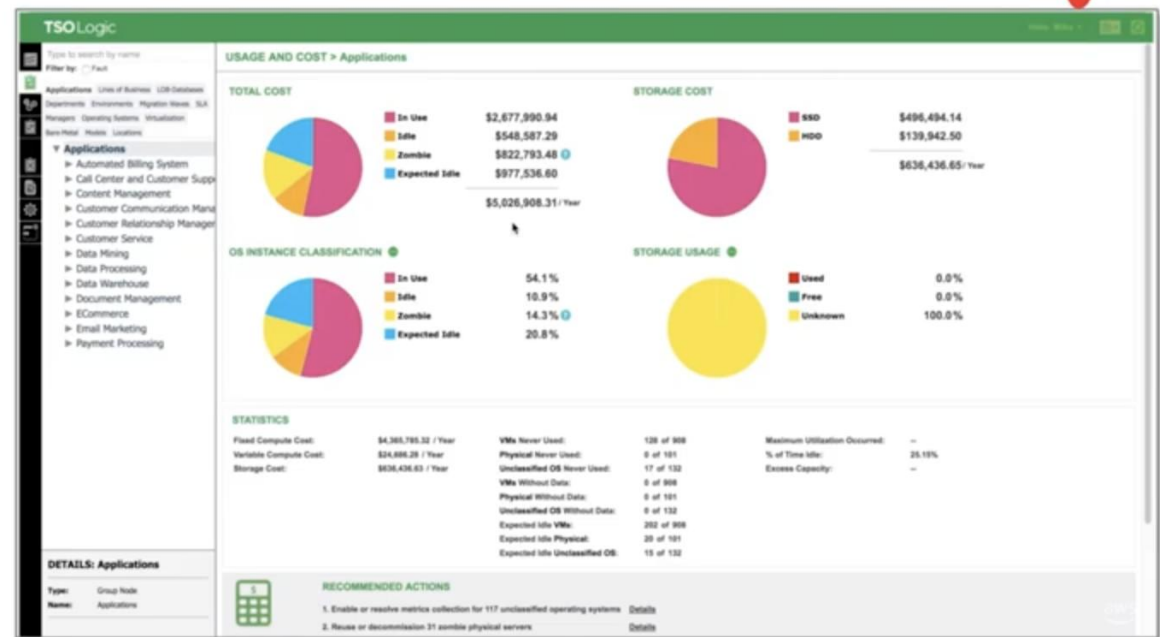 TSO Logic
Type to search by name
Filter by: Fault
Applications Lines of Business LOB Databases
Departments Environments Migration Waves SLA
Managers Operating Systems Virtualization
Bare-Metal Models Locations
Applications
Automated Billing System
Call Center and Customer Supp
Content Management
Customer Communication Mana
Customer Relationship Manager
Customer Service
Data Mining
Data Processing
Data Warehouse
Document Management
ECommerce
Email Marketing
Payment Processing
DETAILS: Applications
Type: Group Node
Name: Applications
USAGE AND COST > Applications
TOTAL COST
In Use $2,677,990.94
Idle $548,587.29
Zombie $822,793.48
Expected Idle $977,536.60
$5,026,908.31 / Year
STORAGE COST
SSD $496,494.14
HDD $139,942.50
$636,436.65/ Year
OS INSTANCE CLASSIFICATION
In Use 54.1%
Idle 10.9%
Zombie 14.3%
Expected Idle 20.8%
STORAGE USAGE
Used 0.0%
Free 0.0%
Unknown 100.0%
STATISTICS
Fixed Compute Cost: / Year
Variable Compute Cost: / Year
Storage Cost: / Year
VMs Never Used: of 908
Physical Never Used: 0 of 101
Unclassified OS Never Used: 17 of 132
VMs Without Data: 0 of 908
Physical Without Data: 0 of 101
Unclassified OS Without Data: 0 of 132
Expected Idle VMs: 202 of 908
Expected Idle Physical: 20 of 101
Expected Idle Unclassified OS: 15 of 132
Maximum Utilization Occurred: --
% of Time Idle: 25.15%
Excess Capacity: --
RECOMMENDED ACTIONS
1. Enable or resolve metrics collection for 117 unclassified operating systems Details
2. Reuse or decommission 31 zombie physical servers Details
aws